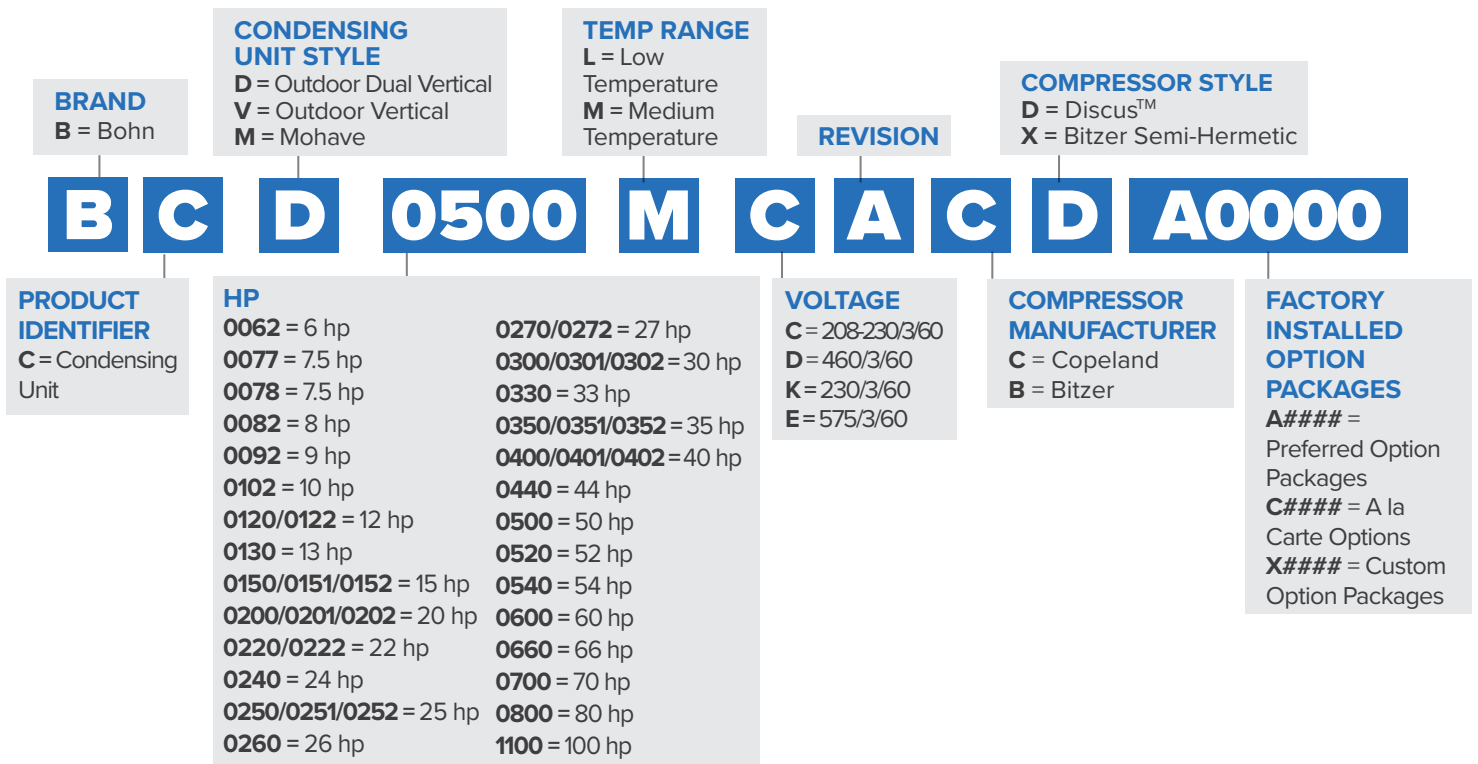 CONDENSING
UNIT STYLE
D = Outdoor Dual Vertical
V = Outdoor Vertical
M = Mohave
TEMP RANGE
L = Low
Temperature
M = Medium
Temperature
BRAND
B = Bohn
REVISION
COMPRESSOR STYLE
D = Discus™
X = Bitzer Semi-Hermetic
B C D 0500 M C A C D A0000
PRODUCT
IDENTIFIER
C = Condensing
Unit
HP
0062 = 6 hp
0077 = 7.5 hp
0078 = 7.5 hp
0082 = 8 hp
0092 = 9 hp
0102 = 10 hp
0120/0122 = 12 hp
0130 = 13 hp
0150/0151/0152 = 15 hp
0200/0201/0202 = 20 hp
0220/0222 = 22 hp
0240 = 24 hp
0250/0251/0252 = 25 hp
0260 = 26 hp
0270/0272 = 27 hp
0300/0301/0302 = 30 hp
0330 = 33 hp
0350/0351/0352 = 35 hp
0400/0401/0402 = 40 hp
0440 = 44 hp
0500 = 50 hp
0520 = 52 hp
0540 = 54 hp
0600 = 60 hp
0660 = 66 hp
0700 = 70 hp
0800 = 80 hp
1100 = 100 hp
VOLTAGE
C = 208-230/3/60
D = 460/3/60
K = 230/3/60
E = 575/3/60
COMPRESSOR
MANUFACTURER
C = Copeland
B = Bitzer
FACTORY
INSTALLED
OPTION
PACKAGES
A#### =
Preferred Option
Packages
C#### = A la
Carte Options
X#### = Custom
Option Packages